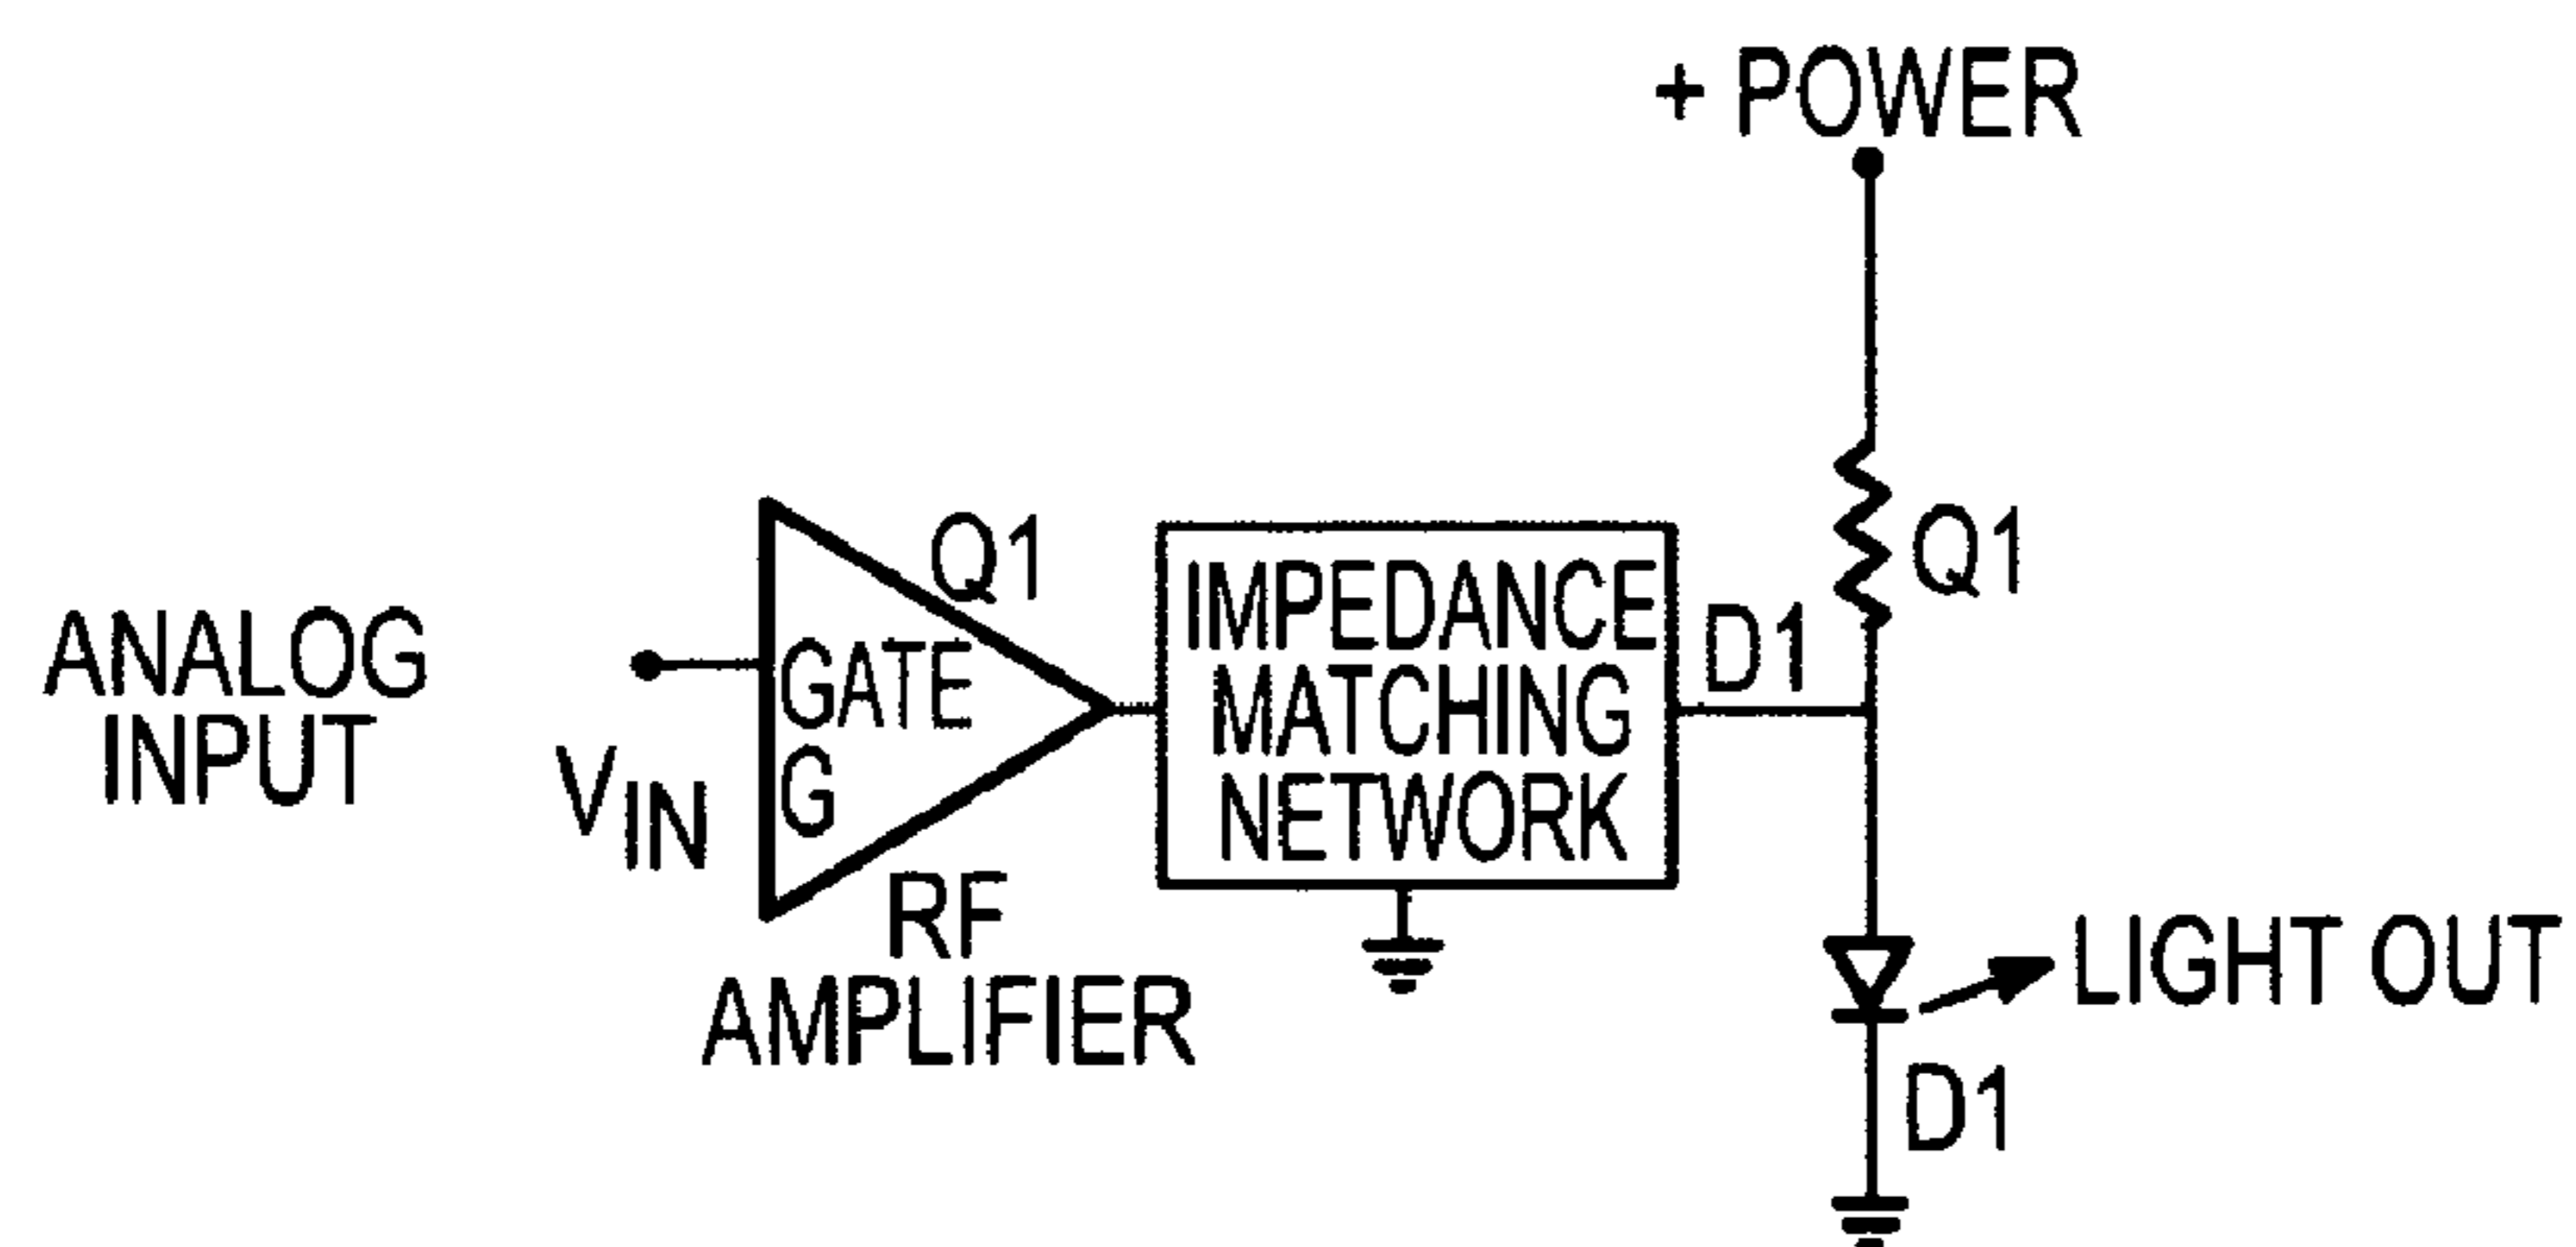 + POWER
Q1
Q1
IMPEDANCE
MATCHING
NETWORK
D1
ANALOG
INPUT
VIN
GATE
G
RF
AMPLIFIER
LIGHT OUT
D1